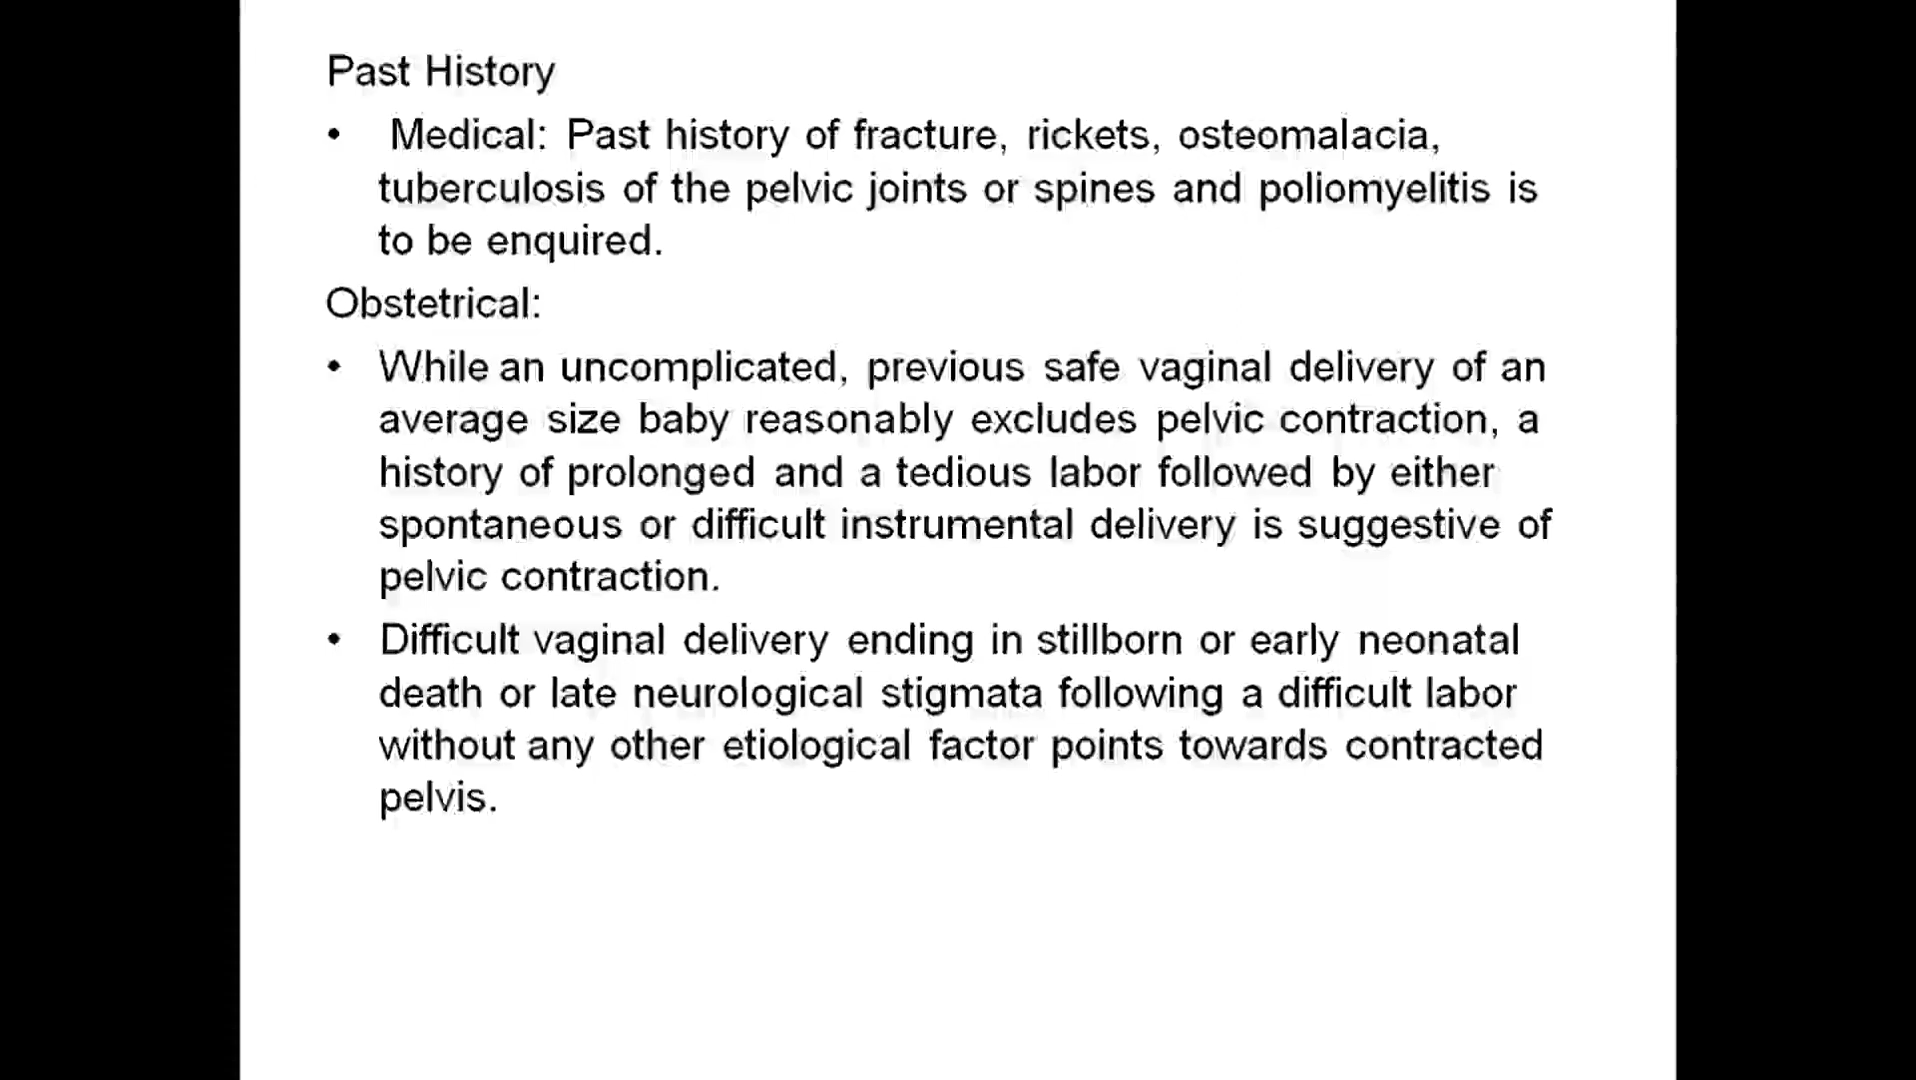 Past History
• Medical: Past history of fracture, rickets, osteomalacia,
tuberculosis of the pelvic joints or spines and poliomyelitis is
to be enquired.
Obstetrical:
• While an uncomplicated, previous safe vaginal delivery of an
average size baby reasonably excludes pelvic contraction, a
history of prolonged and a tedious labor followed by either
spontaneous or difficult instrumental delivery is suggestive of
pelvic contraction.
• Difficult vaginal delivery ending in stillborn or early neonatal
death or late neurological stigmata following a difficult labor
without any other etiological factor points towards contracted
pelvis.